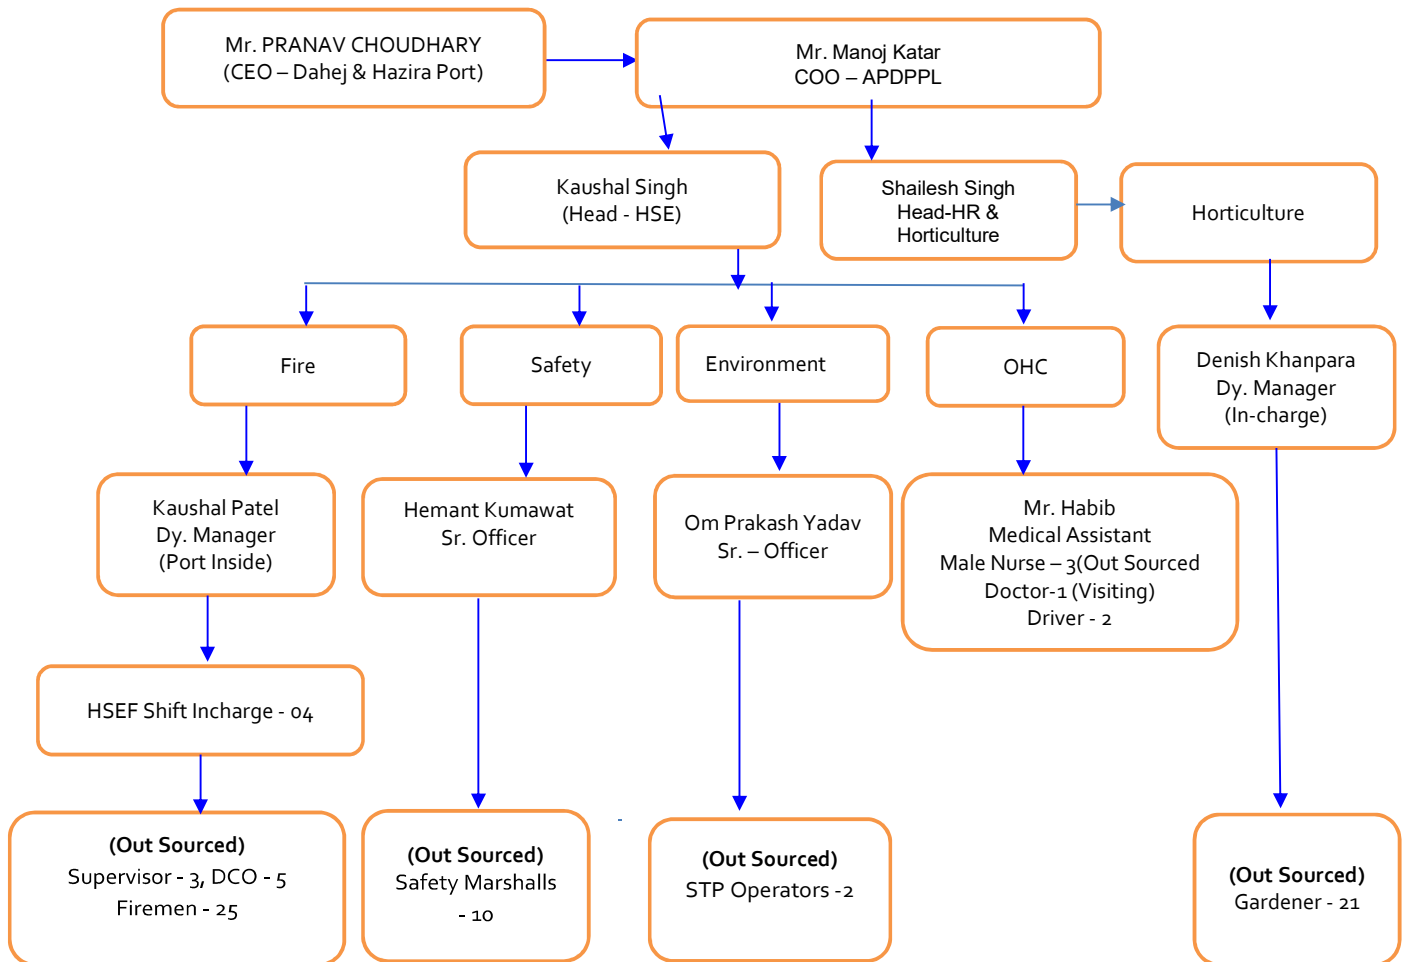 Mr. PRANAV CHOUDHARY
(CEO – Dahej & Hazira Port)
Mr. Manoj Katar
COO – APDPPL
Kaushal Singh
(Head - HSE)
Shailesh Singh
Head-HR &
Horticulture
Horticulture
Fire
Safety
Environment
OHC
Denish Khanpara
Dy. Manager
(In-charge)
Kaushal Patel
Dy. Manager
(Port Inside)
Hemant Kumawat
Sr. Officer
Om Prakash Yadav
Sr. – Officer
Mr. Habib
Medical Assistant
Male Nurse – 3(Out Sourced
Doctor-1 (Visiting)
Driver - 2
HSEF Shift Incharge - 04
(Out Sourced)
Supervisor - 3, DCO - 5
Firemen - 25
(Out Sourced)
Safety Marshalls
- 10
(Out Sourced)
STP Operators -2
(Out Sourced)
Gardener - 21